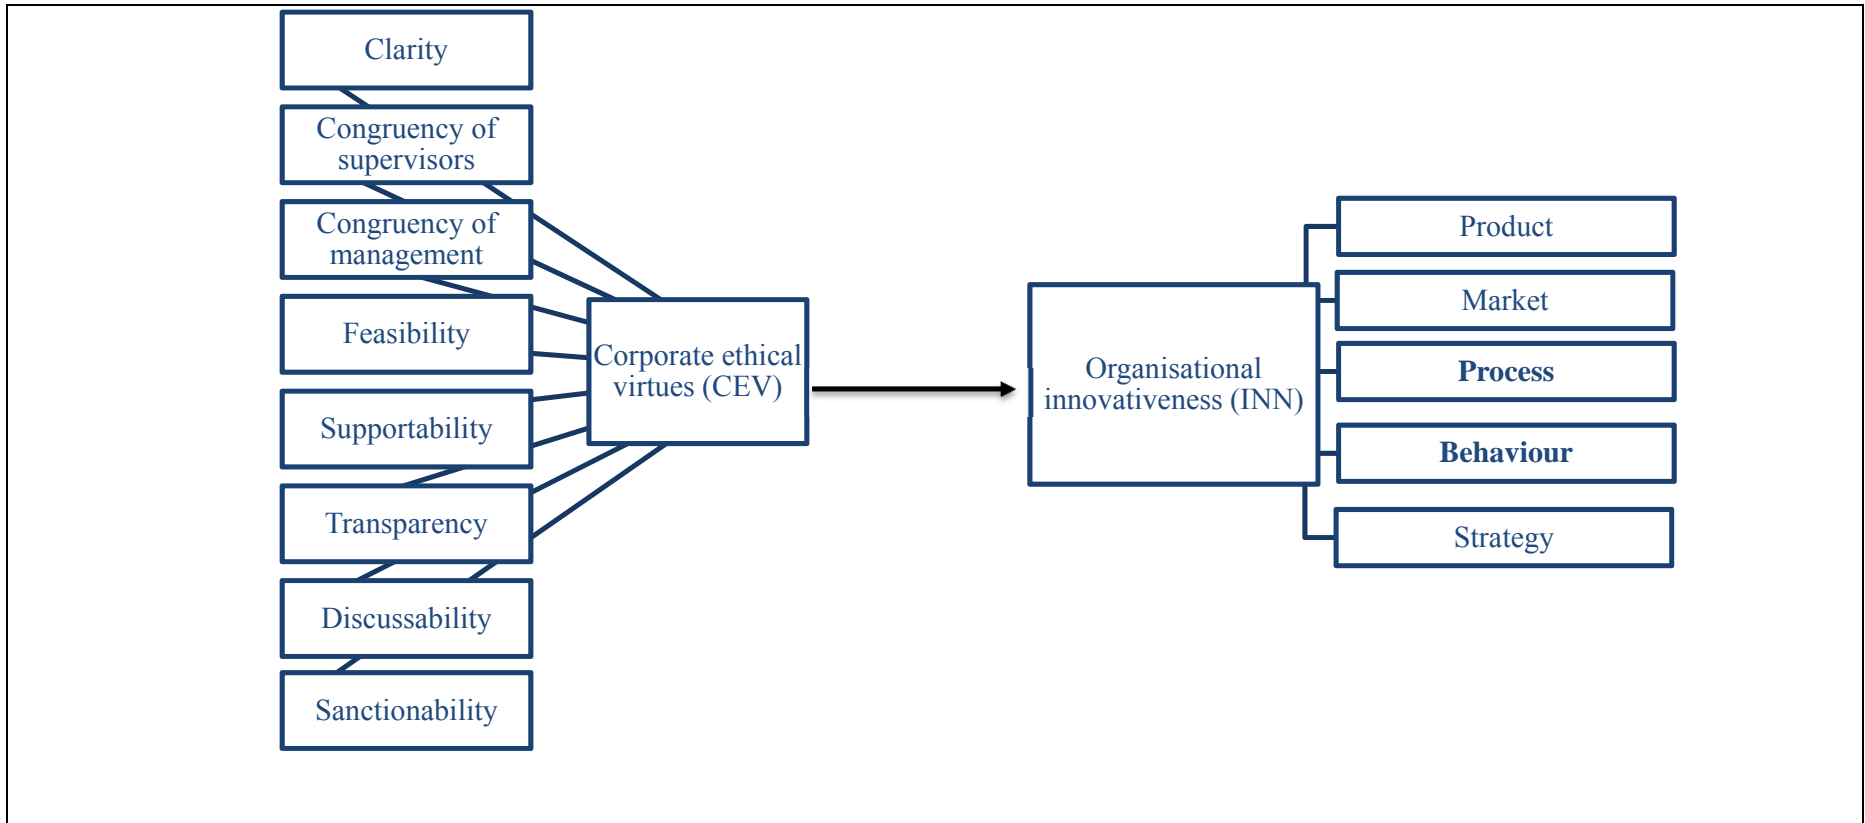 Clarity
Congruency of
supervisors
Congruency of
management
Feasibility
Supportability
Transparency
Discussability
Sanctionability
Corporate ethical
virtues (CEV)
Organisational
innovativeness (INN)
Product
Market
Process
Behaviour
Strategy